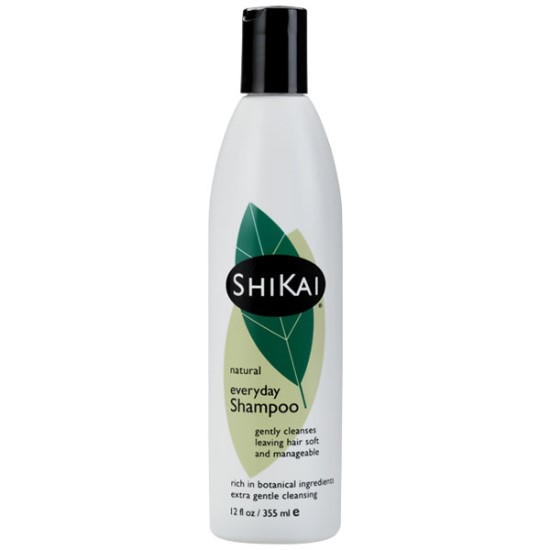 SHIKAI®
natural
everyday
Shampoo
gently cleanses
leaving hair soft
and manageable
rich in botanical ingredients
extra gentle cleansing
12 fl oz / 355 ml e